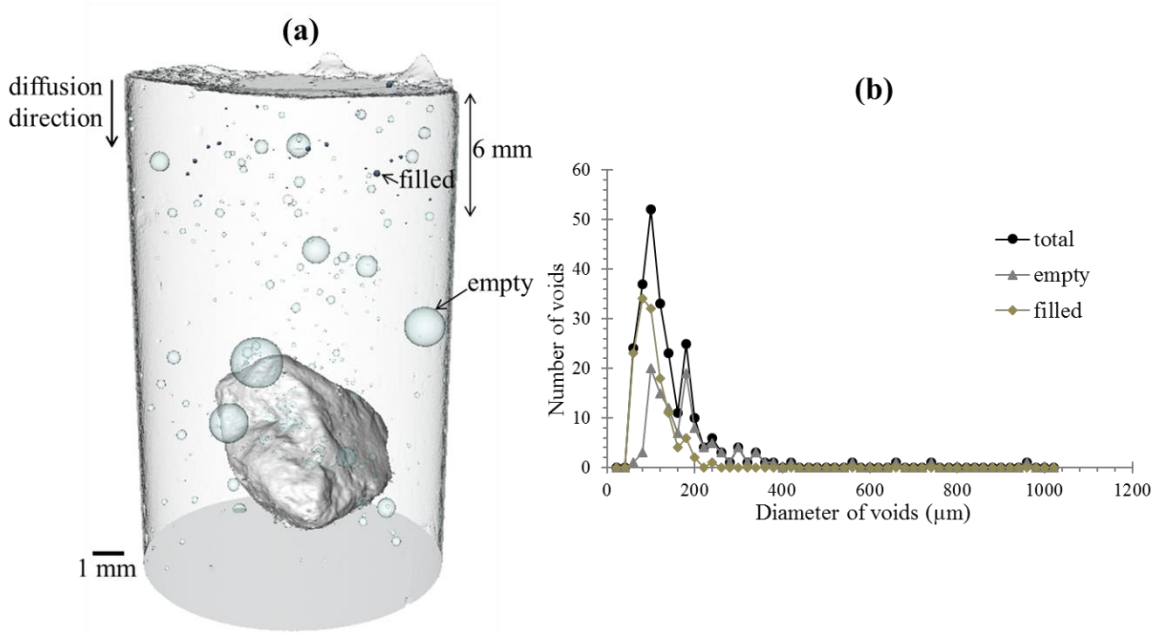 (a)
diffusion
direction
6 mm
filled
empty
1 mm
(b)
60
50
40
30
20
10
0
Number of voids
0
200
400
600
800
1000
1200
Diameter of voids (µm)
total
empty
filled